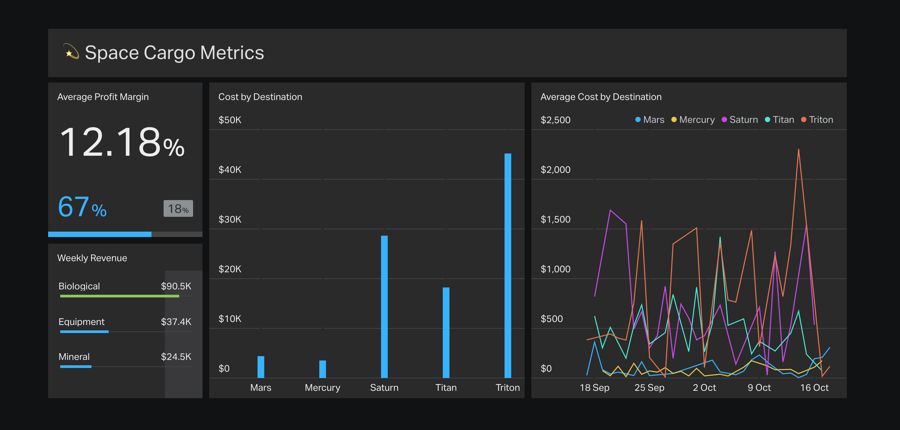 Space Cargo Metrics
Average Profit Margin
12.18%
67%
18%
Weekly Revenue
Biological $90.5K
Equipment $37.4K
Mineral $24.5K
Cost by Destination
$50K
$40K
$30K
$20K
$10K
$0
Mars Mercury Saturn Titan Triton
Average Cost by Destination
$2,500
Mars Mercury Saturn Titan Triton
$2,000
$1,500
$1,000
$500
$0
18 Sep 25 Sep 2 Oct 9 Oct 16 Oct